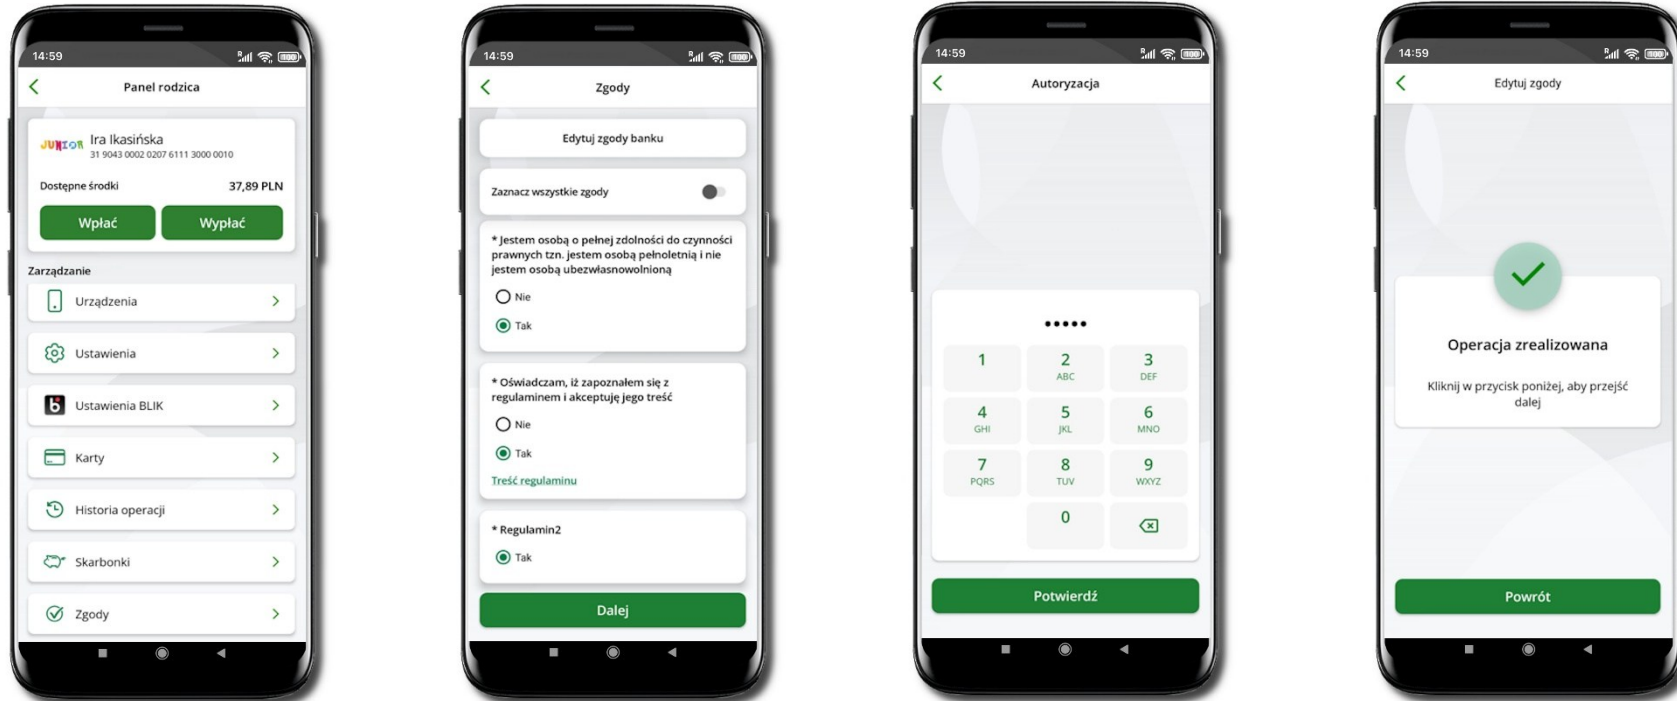 14:59
Panel rodzica
JUNIOR
Ira Ikasińska
31 9043 0002 0207 6111 3000 0010
Dostępne środki
37,89 PLN
Wpłać
Wypłać
Zarządzanie
Urządzenia
Ustawienia
Ustawienia BLIK
Karty
Historia operacji
Skarbonki
Zgody
14:59
Zgody
Edytuj zgody banku
Zaznacz wszystkie zgody
* Jestem osobą o pełnej zdolności do czynności
prawnych tzn. jestem osobą pełnoletnią i nie
jestem osobą ubezwłasnowolnioną
Nie
Tak
* Oświadczam, iż zapoznałem się z
regulaminem i akceptuję jego treść
Nie
Tak
Treść regulaminu
* Regulamin2
Tak
Dalej
14:59
Autoryzacja
1
2
3
ABC
DEF
4
5
6
GHI
JKL
MNO
7
8
9
PQRS
TUV
WXYZ
0
Potwierdź
14:59
Edytuj zgody
Operacja zrealizowana
Kliknij w przycisk poniżej, aby przejść
dalej
Powrót